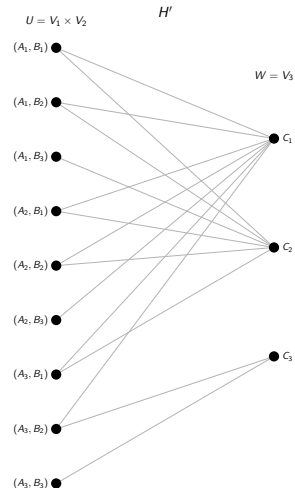 H′
U = V₁ × V₂
W = V₃
(A₁, B₁)
(A₁, B₂)
(A₁, B₃)
(A₂, B₁)
(A₂, B₂)
(A₂, B₃)
(A₃, B₁)
(A₃, B₂)
(A₃, B₃)
C₁
C₂
C₃